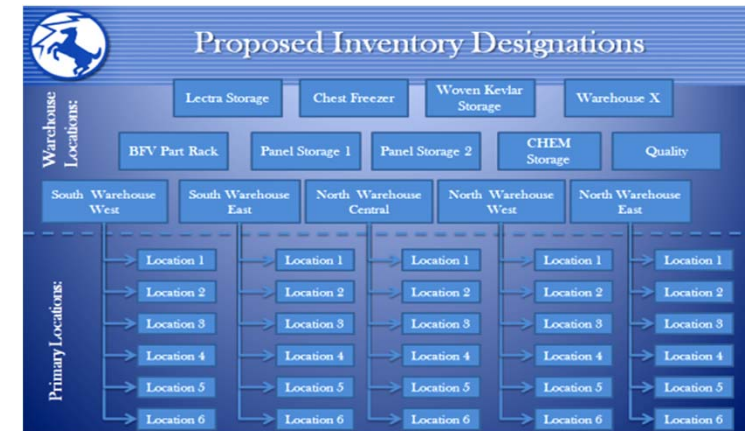 Proposed Inventory Designations
Warehouse
Locations:
Lectra Storage
Chest Freezer
Woven Kevlar
Storage
Warehouse X
BFV Part Rack
Panel Storage 1
Panel Storage 2
CHEM
Storage
Quality
South Warehouse
West
South Warehouse
East
North Warehouse
Central
North Warehouse
West
North Warehouse
East
Primary Locations:
Location 1
Location 1
Location 1
Location 1
Location 1
Location 2
Location 2
Location 2
Location 2
Location 2
Location 3
Location 3
Location 3
Location 3
Location 3
Location 4
Location 4
Location 4
Location 4
Location 4
Location 5
Location 5
Location 5
Location 5
Location 5
Location 6
Location 6
Location 6
Location 6
Location 6